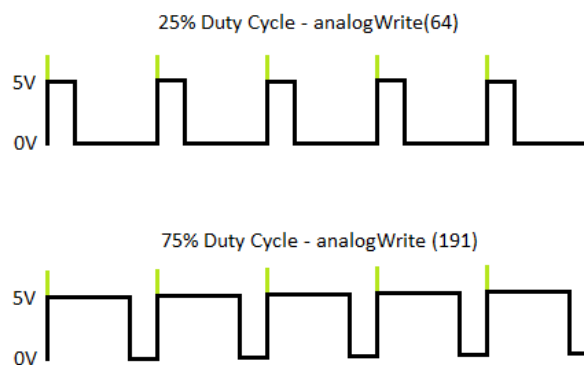 25% Duty Cycle - analogWrite(64)
5V
0V
75% Duty Cycle - analogWrite (191)
5V
0V